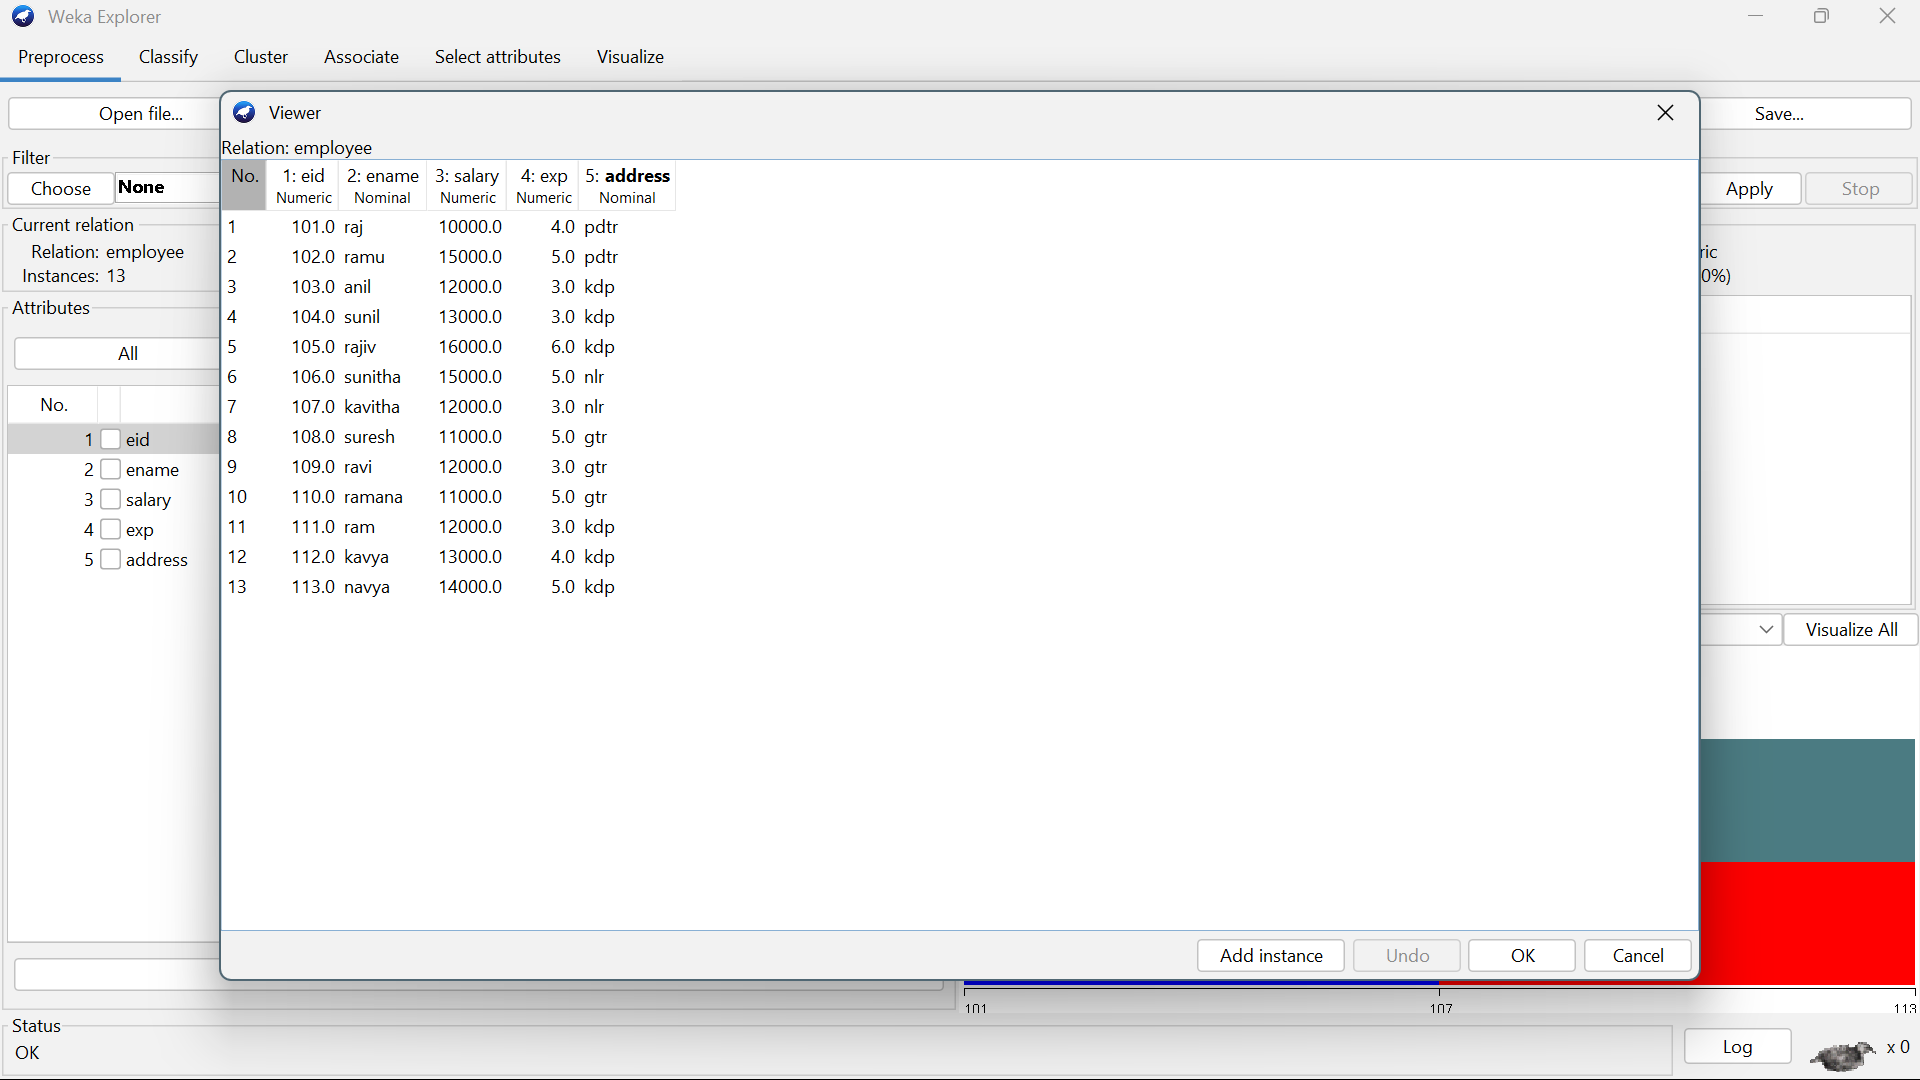 Weka Explorer
Preprocess Classify Cluster Associate Select attributes Visualize
Open file... Save...
Viewer
Relation: employee
Filter
Choose None Apply Stop
Current relation
Relation: employee
Instances: 13
ric
0%)
Attributes
All
No.
1 eid
2 ename
3 salary
4 exp
5 address
No. 1: eid 2: ename 3: salary 4: exp 5: address
Numeric Nominal Numeric Numeric Nominal
1 101.0 raj 10000.0 4.0 pdtr
2 102.0 ramu 15000.0 5.0 pdtr
3 103.0 anil 12000.0 3.0 kdp
4 104.0 sunil 13000.0 3.0 kdp
5 105.0 rajiv 16000.0 6.0 kdp
6 106.0 sunitha 15000.0 5.0 nlr
7 107.0 kavitha 12000.0 3.0 nlr
8 108.0 suresh 11000.0 5.0 gtr
9 109.0 ravi 12000.0 3.0 gtr
10 110.0 ramana 11000.0 5.0 gtr
11 111.0 ram 12000.0 3.0 kdp
12 112.0 kavya 13000.0 4.0 kdp
13 113.0 navya 14000.0 5.0 kdp
Visualize All
Add instance Undo OK Cancel
101 107 113
Status
OK
Log x 0